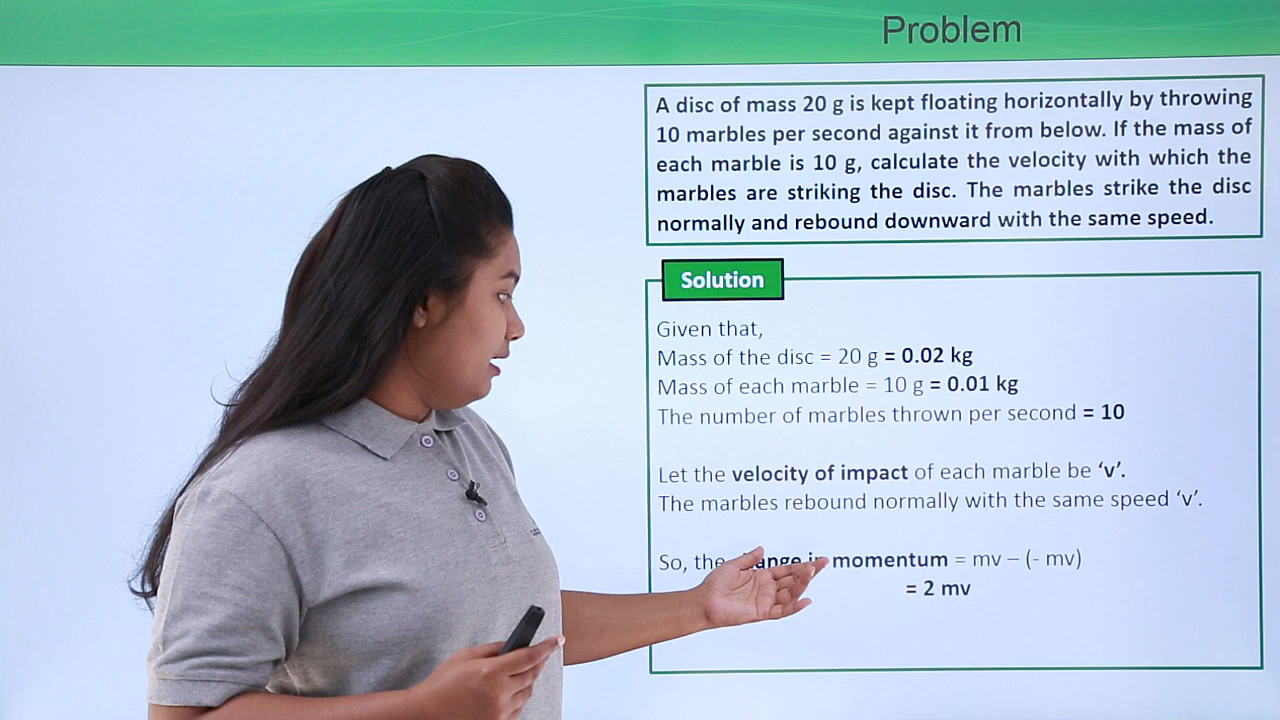 Problem
A disc of mass 20 g is kept floating horizontally by throwing
10 marbles per second against it from below. If the mass of
each marble is 10 g, calculate the velocity with which the
marbles are striking the disc. The marbles strike the disc
normally and rebound downward with the same speed.
Solution
Given that,
Mass of the disc = 20 g = 0.02 kg
Mass of each marble = 10 g = 0.01 kg
The number of marbles thrown per second = 10
Let the velocity of impact of each marble be ‘v’.
The marbles rebound normally with the same speed ‘v’.
So, the momentum = mv – (- mv)
= 2 mv